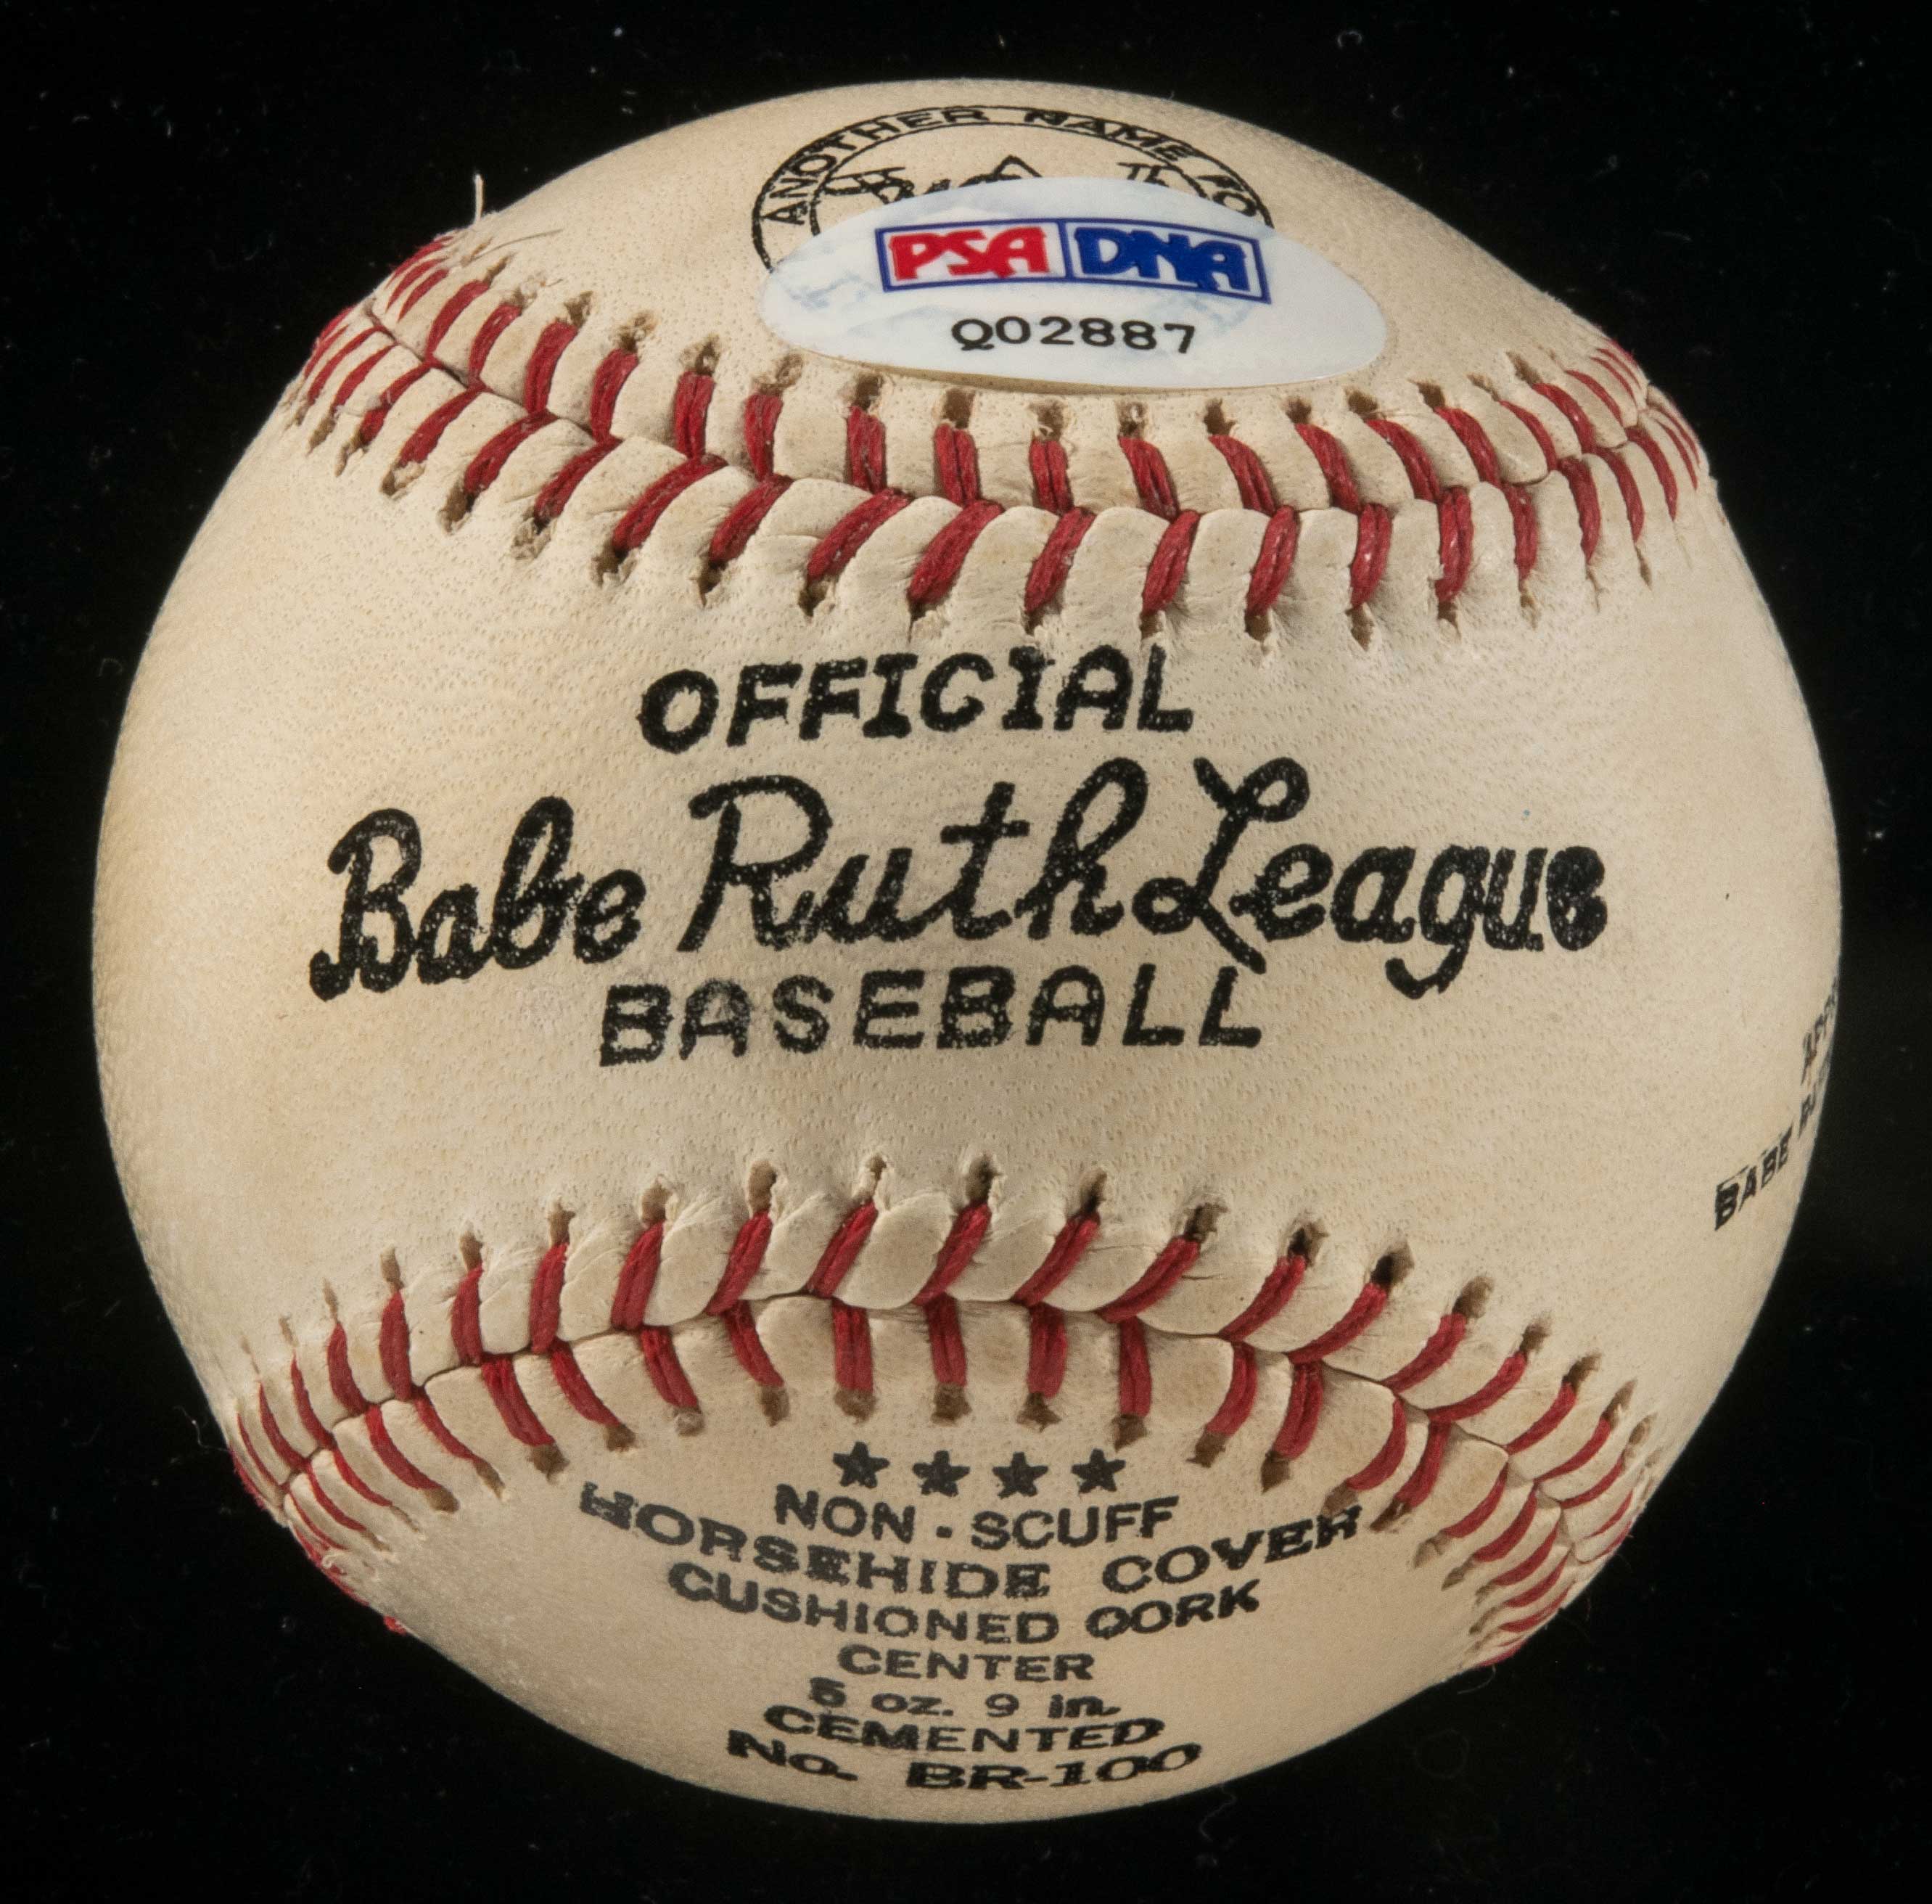 ANOTHER NAME
PSA DNA
Q02887
OFFICIAL
Babe Ruth League
BASEBALL
BABE
★ ★ ★ ★
NON-SCUFF
HORSEHIDE COVER
CUSHIONED CORK
CENTER
5 oz. 9 in.
CEMENTED
No. BR-100